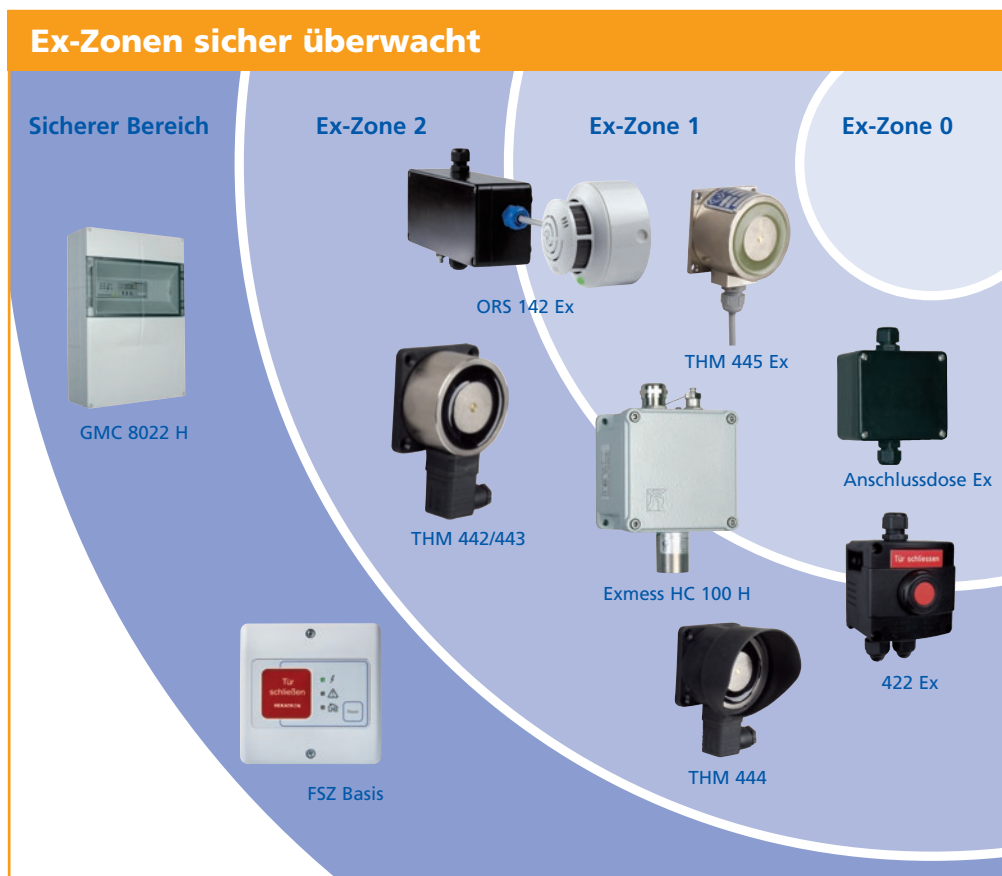 Ex-Zonen sicher überwacht
Sicherer Bereich
Ex-Zone 2
Ex-Zone 1
Ex-Zone 0
ORS 142 Ex
THM 445 Ex
GMC 8022 H
THM 442/443
Exmess HC 100 H
Anschlussdose Ex
Tür schliessen
422 Ex
THM 444
Tür
schließen
HEKATRON
Reset
FSZ Basis